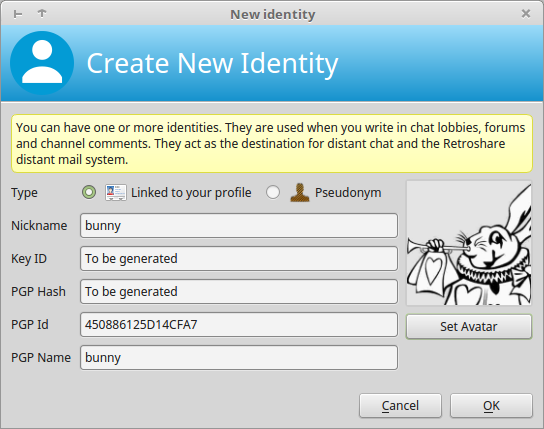 New identity
Create New Identity
You can have one or more identities. They are used when you write in chat lobbies, forums
and channel comments. They act as the destination for distant chat and the Retroshare
distant mail system.
Type Linked to your profile Pseudonym
Nickname bunny
Key ID To be generated
PGP Hash To be generated
PGP Id 450886125D14CFA7
Set Avatar
PGP Name bunny
Cancel OK